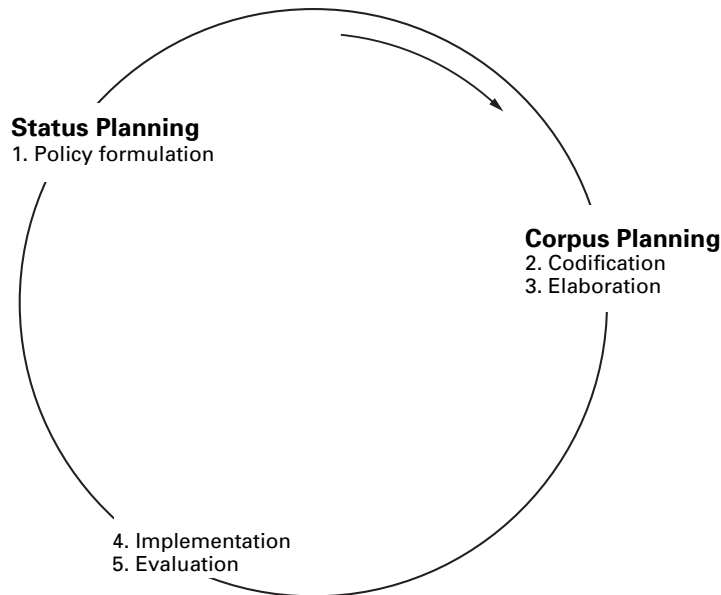 Status Planning
1. Policy formulation
Corpus Planning
2. Codification
3. Elaboration
4. Implementation
5. Evaluation